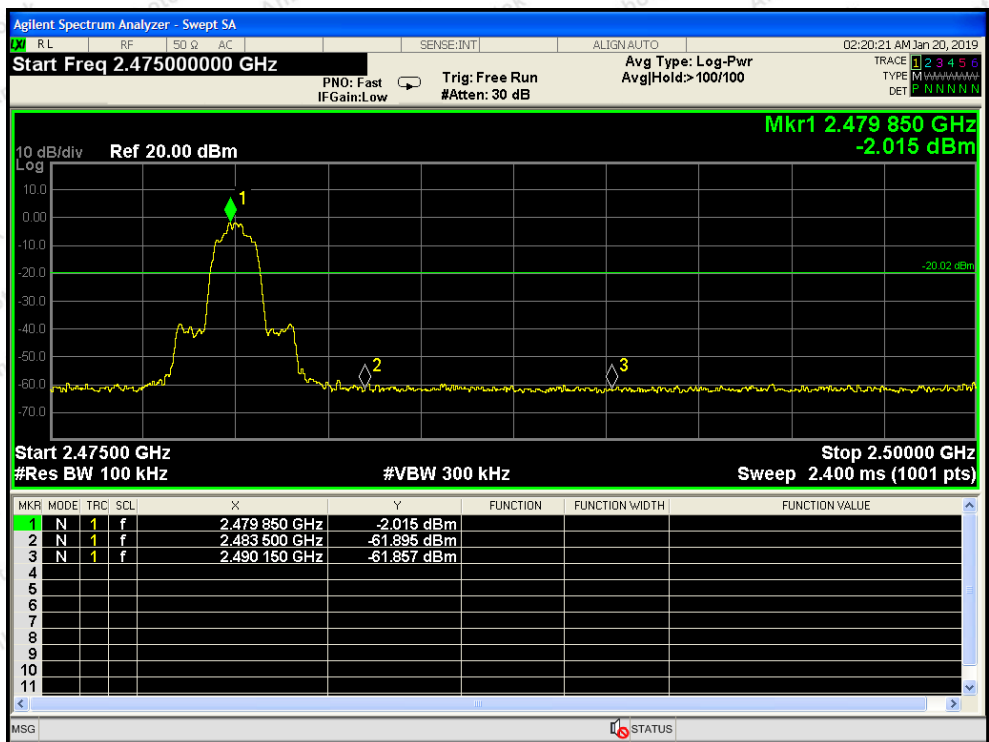 Agilent Spectrum Analyzer - Swept SA
LXI RL RF 50 Ω AC SENSE:INT ALIGN AUTO 02:20:21 AM Jan 20, 2019
Start Freq 2.475000000 GHz
PNO: Fast
IFGain:Low
Trig: Free Run
#Atten: 30 dB
Avg Type: Log-Pwr
Avg|Hold:> 100/100
TRACE 1 2 3 4 5 6
TYPE M WWWWW
DET P N N N N N
Mkr1 2.479 850 GHz
-2.015 dBm
10 dB/div Ref 20.00 dBm
Log
10.0
0.00
-10.0
-20.0
-30.0
-40.0
-50.0
-60.0
-70.0
1
-20.02 dBm
2
3
Start 2.47500 GHz Stop 2.50000 GHz
#Res BW 100 kHz #VBW 300 kHz Sweep 2.400 ms (1001 pts)
MKR MODE TRC SCL X Y FUNCTION FUNCTION WIDTH FUNCTION VALUE
1 N 1 f 2.479 850 GHz -2.015 dBm
2 N 1 f 2.483 500 GHz -61.895 dBm
3 N 1 f 2.490 150 GHz -61.857 dBm
4
5
6
7
8
9
10
11
MSG STATUS